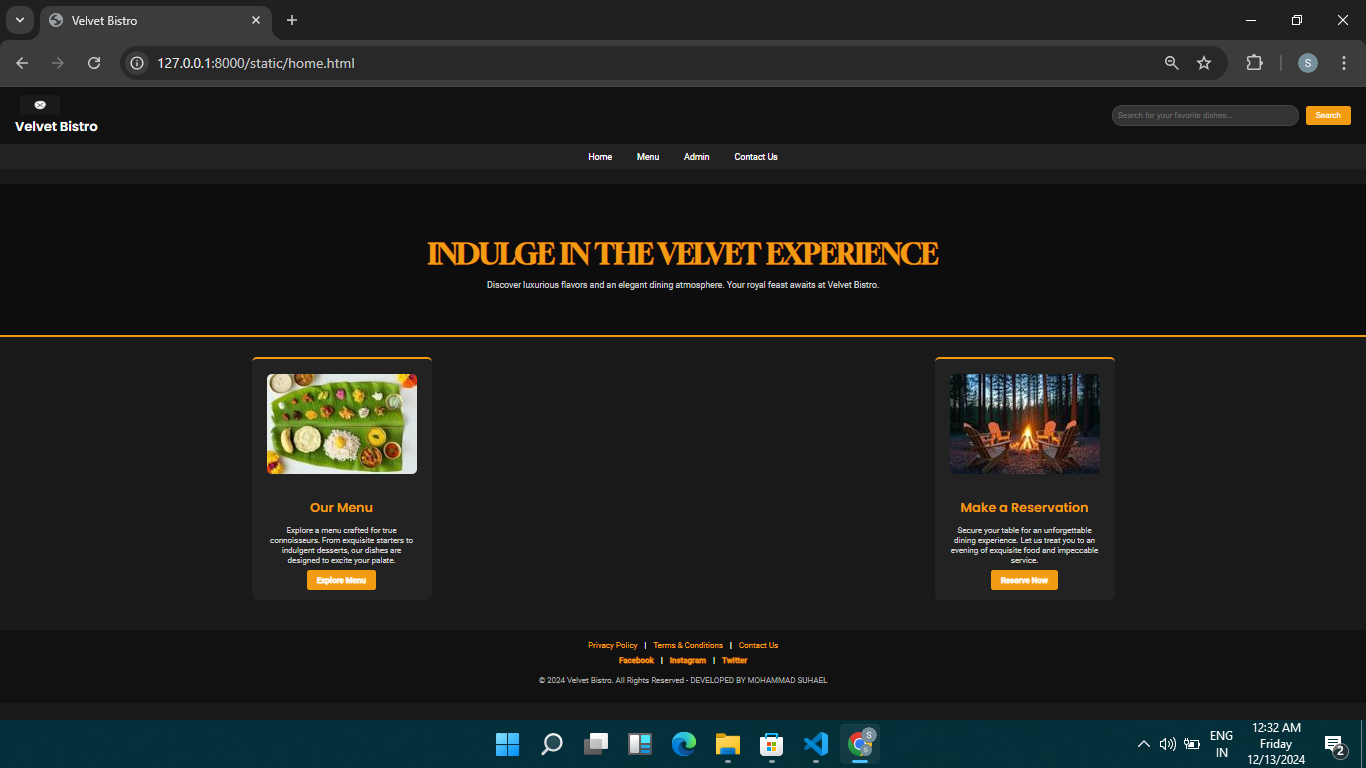 Velvet Bistro
127.0.0.1:8000/static/home.html
S
Velvet Bistro
Search for your favorite dishes...
Search
Home Menu Admin Contact Us
INDULGE IN THE VELVET EXPERIENCE
Discover luxurious flavors and an elegant dining atmosphere. Your royal feast awaits at Velvet Bistro.
Our Menu
Explore a menu crafted for true
connoisseurs. From exquisite starters to
indulgent desserts, our dishes are
designed to excite your palate.
Explore Menu
Make a Reservation
Secure your table for an unforgettable
dining experience. Let us treat you to an
evening of exquisite food and impeccable
service.
Reserve Now
Privacy Policy | Terms & Conditions | Contact Us
Facebook | Instagram | Twitter
© 2024 Velvet Bistro. All Rights Reserved - DEVELOPED BY MOHAMMAD SUHAEL
S
S
ENG
IN
12:32 AM
Friday
12/13/2024
2